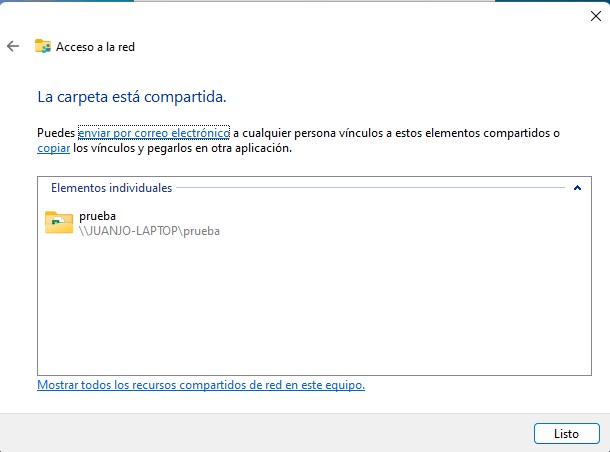 Acceso a la red
La carpeta está compartida.
Puedes enviar por correo electrónico a cualquier persona vínculos a estos elementos compartidos o
copiar los vínculos y pegarlos en otra aplicación.
Elementos individuales
prueba
\\JUANJO-LAPTOP\prueba
Mostrar todos los recursos compartidos de red en este equipo.
Listo